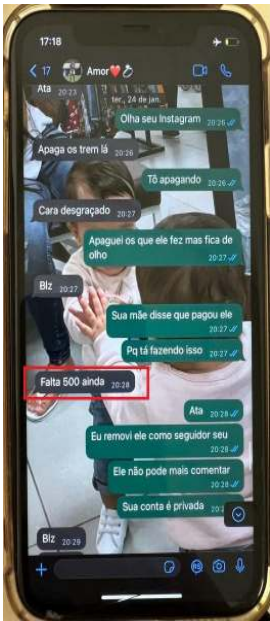 17:18
17 Amor
Ata 20:23
ter., 24 de jan.
Olha seu Instagram 20:26
Apaga os trem lá 20:26
Tô apagando 20:26
Cara desgraçado 20:27
Apaguei os que ele fez mas fica de
olho 20:27
Blz 20:27
Sua mãe disse que pagou ele
20:27
Pq tá fazendo isso 20:27
Falta 500 ainda 20:28
Ata 20:28
Eu removi ele como seguidor seu
20:28
Ele não pode mais comentar
20:28
Sua conta é privada
Blz 20:29